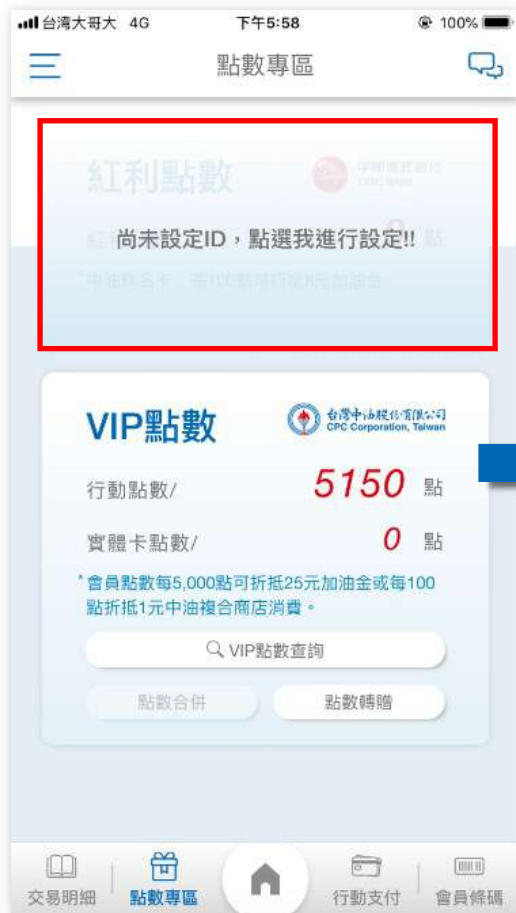 台灣大哥大 4G 下午5:58 100%
點數專區
紅利點數
尚未設定ID，點選我進行設定!!
VIP點數
台灣中油股份有限公司
CPC Corporation, Taiwan
行動點數/ 5150 點
實體卡點數/ 0 點
*會員點數每5,000點可折抵25元加油金或每100
點折抵1元中油複合商店消費。
VIP點數查詢
點數合併 點數轉贈
交易明細 點數專區 行動支付 會員條碼